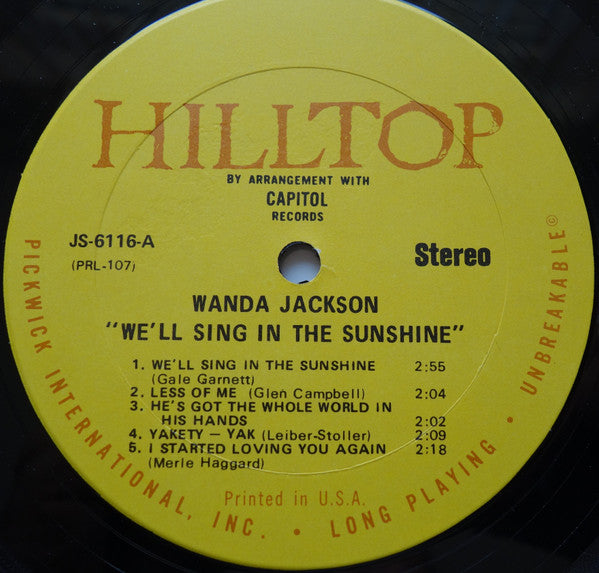 HILLTOP
BY ARRANGEMENT WITH
CAPITOL
RECORDS
JS-6116-A
(PRL-107)
Stereo
WANDA JACKSON
"WE'LL SING IN THE SUNSHINE"
1. WE'LL SING IN THE SUNSHINE 2:55
(Gale Garnett)
2. LESS OF ME (Glen Campbell) 2:04
3. HE'S GOT THE WHOLE WORLD IN
HIS HANDS 2:02
4. YAKETY – YAK (Leiber-Stoller) 2:09
5. I STARTED LOVING YOU AGAIN 2:18
(Merle Haggard)
Printed in U.S.A.
PICKWICK INTERNATIONAL, INC. • LONG PLAYING • UNBREAKABLE ©